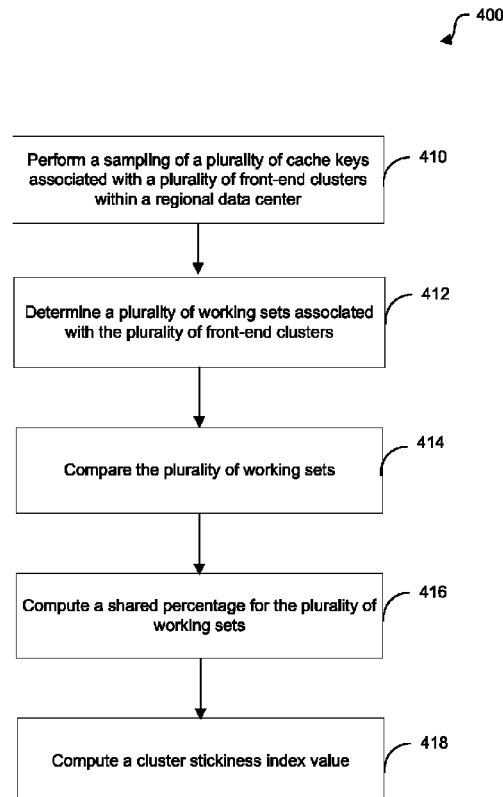 400
Perform a sampling of a plurality of cache keys
associated with a plurality of front-end clusters
within a regional data center
410
Determine a plurality of working sets associated
with the plurality of front-end clusters
412
Compare the plurality of working sets
414
Compute a shared percentage for the plurality of
working sets
416
Compute a cluster stickiness index value
418